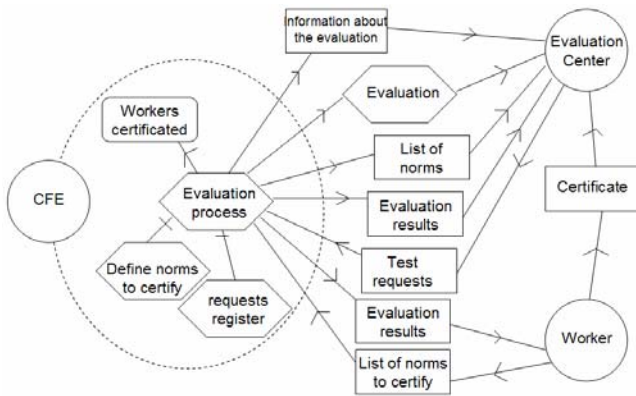 Information about
the evaluation
Evaluation
Center
Workers
certificated
Evaluation
List of
norms
CFE
Evaluation
process
Certificate
Evaluation
results
Define norms
to certify
Test
requests
requests
register
Evaluation
results
Worker
List of norms
to certify